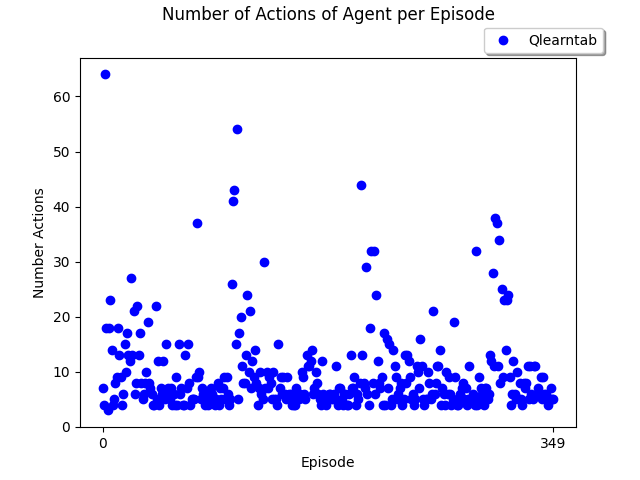 Number of Actions of Agent per Episode
Qlearntab
60
50
40
30
20
10
0
Number Actions
0
349
Episode